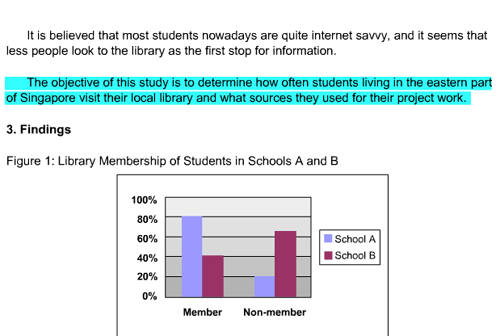 It is believed that most students nowadays are quite internet savvy, and it seems that
less people look to the library as the first stop for information.
The objective of this study is to determine how often students living in the eastern part
of Singapore visit their local library and what sources they used for their project work.
3. Findings
Figure 1: Library Membership of Students in Schools A and B
100%
80%
60%
40%
20%
0%
Member Non-member
School A
School B